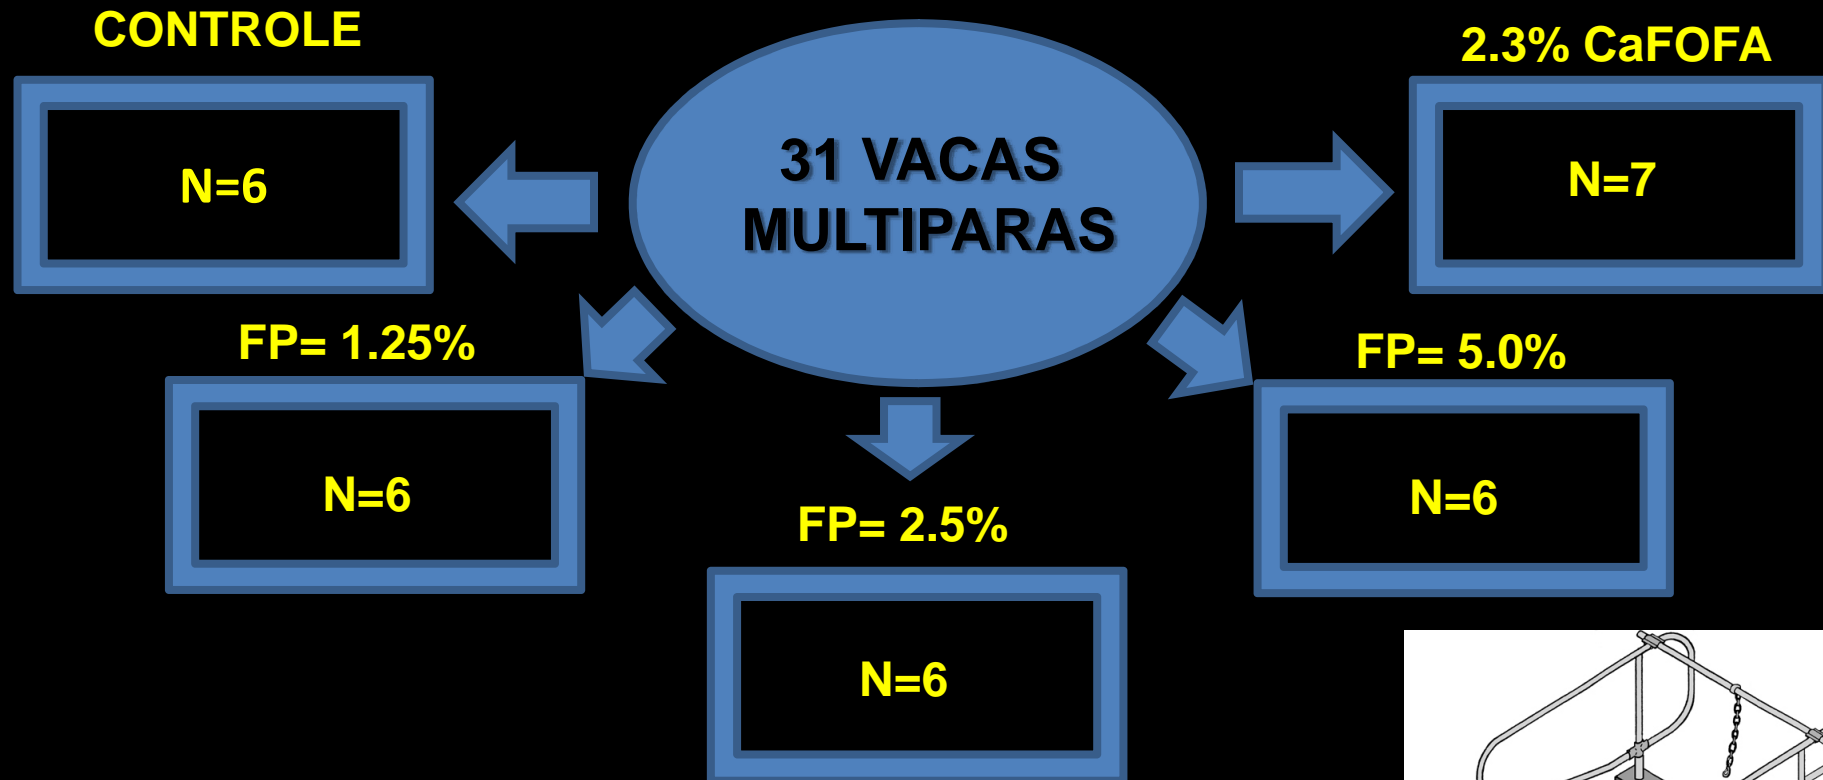 CONTROLE
N=6
31 VACAS
MULTIPARAS
2.3% CaFOFA
N=7
FP= 1.25%
N=6
FP= 2.5%
N=6
FP= 5.0%
N=6